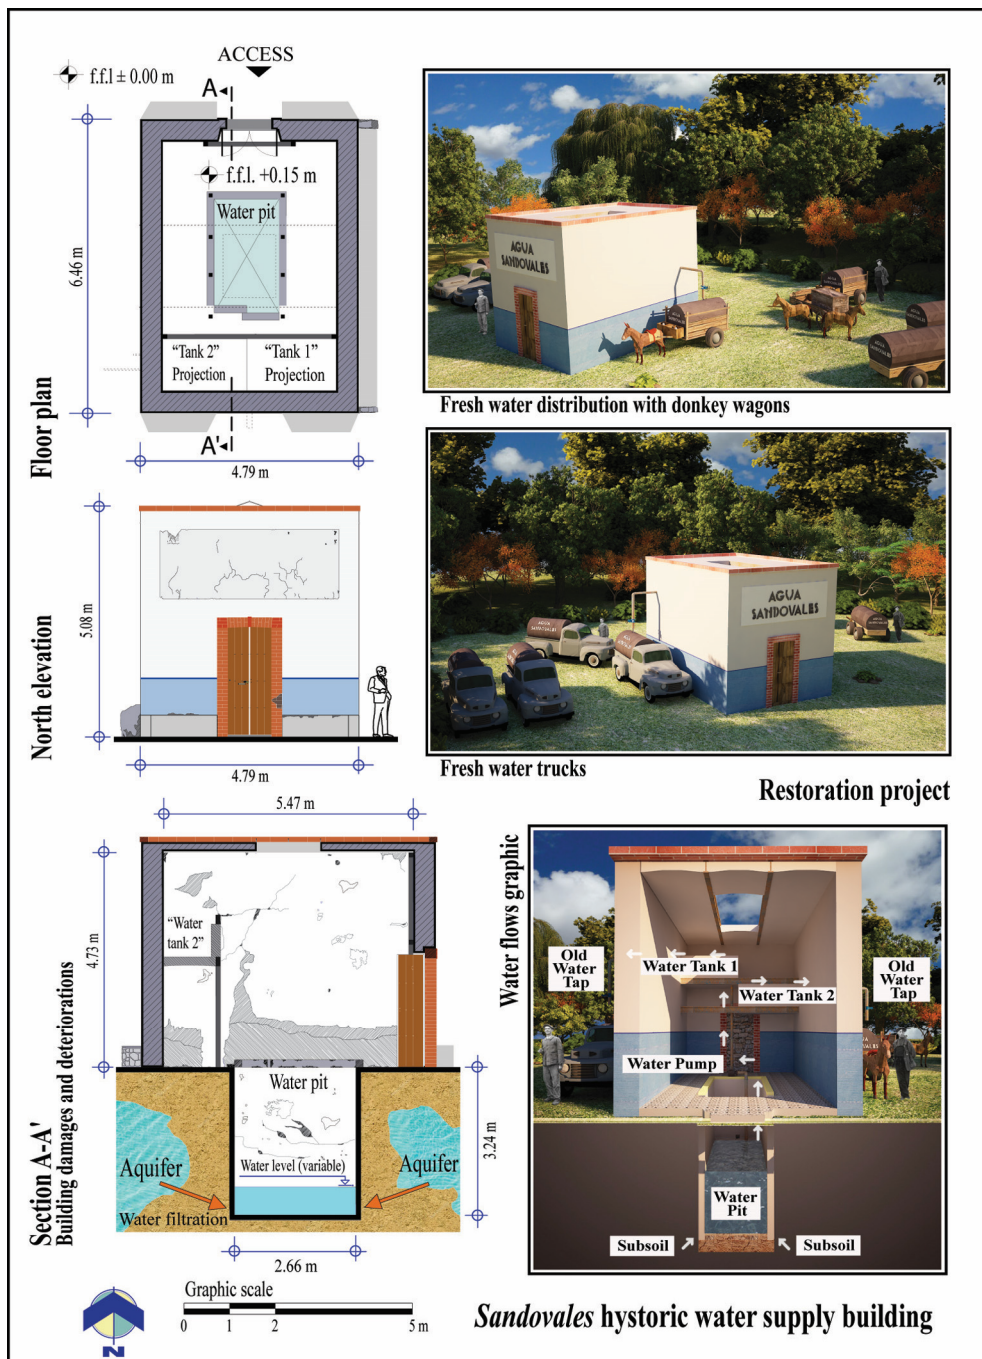 ACCESS
f.f.l ± 0.00 m
A
f.f.l. +0.15 m
Water pit
6.46 m
"Tank 2"
Projection
"Tank 1"
Projection
A'
4.79 m
Floor plan
AGUA
SANDOVALES
Fresh water distribution with donkey wagons
5.08 m
4.79 m
North elevation
AGUA
SANDOVALES
AGUA
SANDOVALES
Fresh water trucks
Restoration project
5.47 m
4.73 m
"Water
tank 2"
Water pit
3.24 m
Water level (variable)
Aquifer
Aquifer
Water filtration
2.66 m
Section A-A'
Building damages and deteriorations
Water flows graphic
Old
Water
Tap
Water Tank 1
Water Tank 2
Old
Water
Tap
Water Pump
Water
Pit
Subsoil
Subsoil
N
Graphic scale
0 1 2 5 m
Sandovales hystoric water supply building